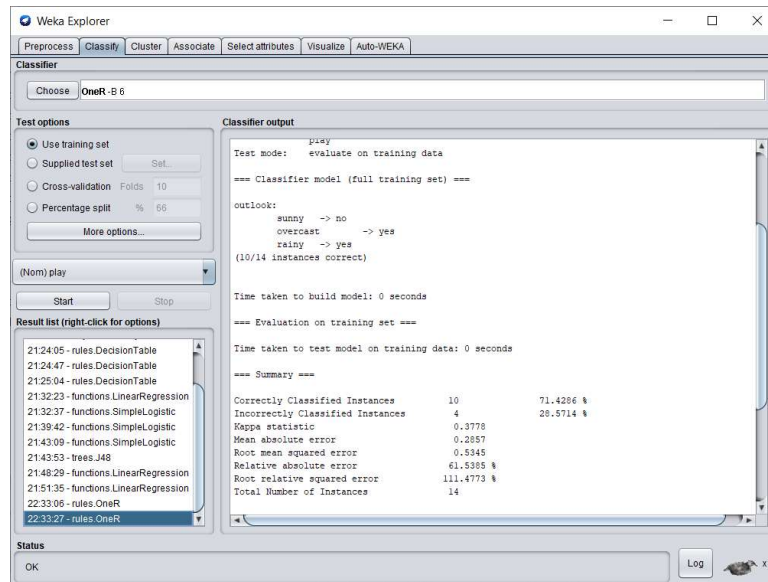 Weka Explorer
Preprocess Classify Cluster Associate Select attributes Visualize Auto-WEKA
Classifier
Choose OneR -B 6
Test options
Use training set
Supplied test set Set...
Cross-validation Folds 10
Percentage split % 66
More options...
(Nom) play
Start Stop
Result list (right-click for options)
21:24:05 - rules.DecisionTable
21:24:47 - rules.DecisionTable
21:25:04 - rules.DecisionTable
21:32:23 - functions.LinearRegression
21:32:37 - functions.SimpleLogistic
21:39:42 - functions.SimpleLogistic
21:43:09 - functions.SimpleLogistic
21:43:53 - trees.J48
21:48:29 - functions.LinearRegression
21:51:35 - functions.LinearRegression
22:33:06 - rules.OneR
22:33:27 - rules.OneR
Classifier output
play
Test mode: evaluate on training data
=== Classifier model (full training set) ===
outlook:
sunny -> no
overcast -> yes
rainy -> yes
(10/14 instances correct)
Time taken to build model: 0 seconds
=== Evaluation on training set ===
Time taken to test model on training data: 0 seconds
=== Summary ===
Correctly Classified Instances 10 71.4286 %
Incorrectly Classified Instances 4 28.5714 %
Kappa statistic 0.3778
Mean absolute error 0.2857
Root mean squared error 0.5345
Relative absolute error 61.5385 %
Root relative squared error 111.4773 %
Total Number of Instances 14
Status
OK
Log
x